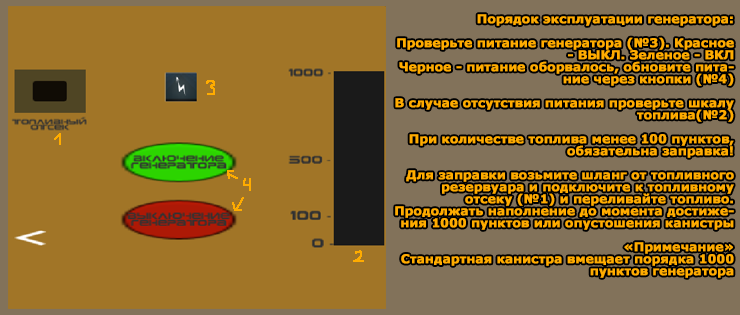 Порядок эксплуатации генератора:
Проверьте питание генератора (№3). Красное
- ВЫКЛ. Зеленое - ВКЛ
Черное - питание оборвалось, обновите пита-
ние через кнопки (№4)
В случае отсутствия питания проверьте шкалу
топлива(№2)
При количестве топлива менее 100 пунктов,
обязательна заправка!
Для заправки возьмите шланг от топливного
резервуара и подключите к топливному
отсеку (№1) и переливайте топливо.
Продолжать наполнение до момента достиже-
ния 1000 пунктов или опустошения канистры
«Примечание»
Стандартная канистра вмещает порядка 1000
пунктов генератора
ТОПЛИВНЫЙ
ОТСЕК
1
3
ВКЛЮЧЕНИЕ
ГЕНЕРАТОРА
4
ВЫКЛЮЧЕНИЕ
ГЕНЕРАТОРА
1000 -
500 -
100 -
0 -
2